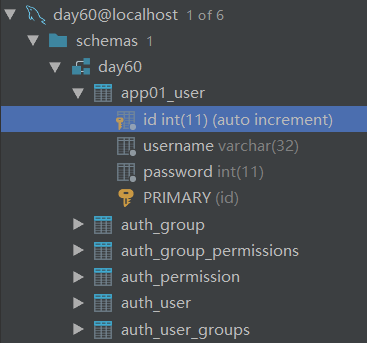 day60@localhost 1 of 6
schemas 1
day60
app01_user
id int(11) (auto increment)
username varchar(32)
password int(11)
PRIMARY (id)
auth_group
auth_group_permissions
auth_permission
auth_user
auth_user_groups